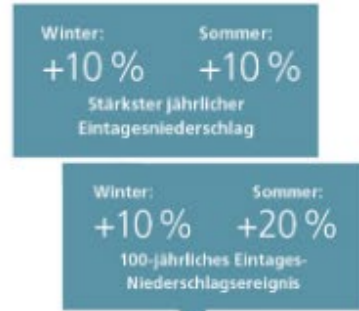 Winter: Sommer:
+10 % +10 %
Stärkster jährlicher
Eintagesniederschlag
Winter: Sommer:
+10 % +20 %
100-jährliches Eintages-
Niederschlagsereignis